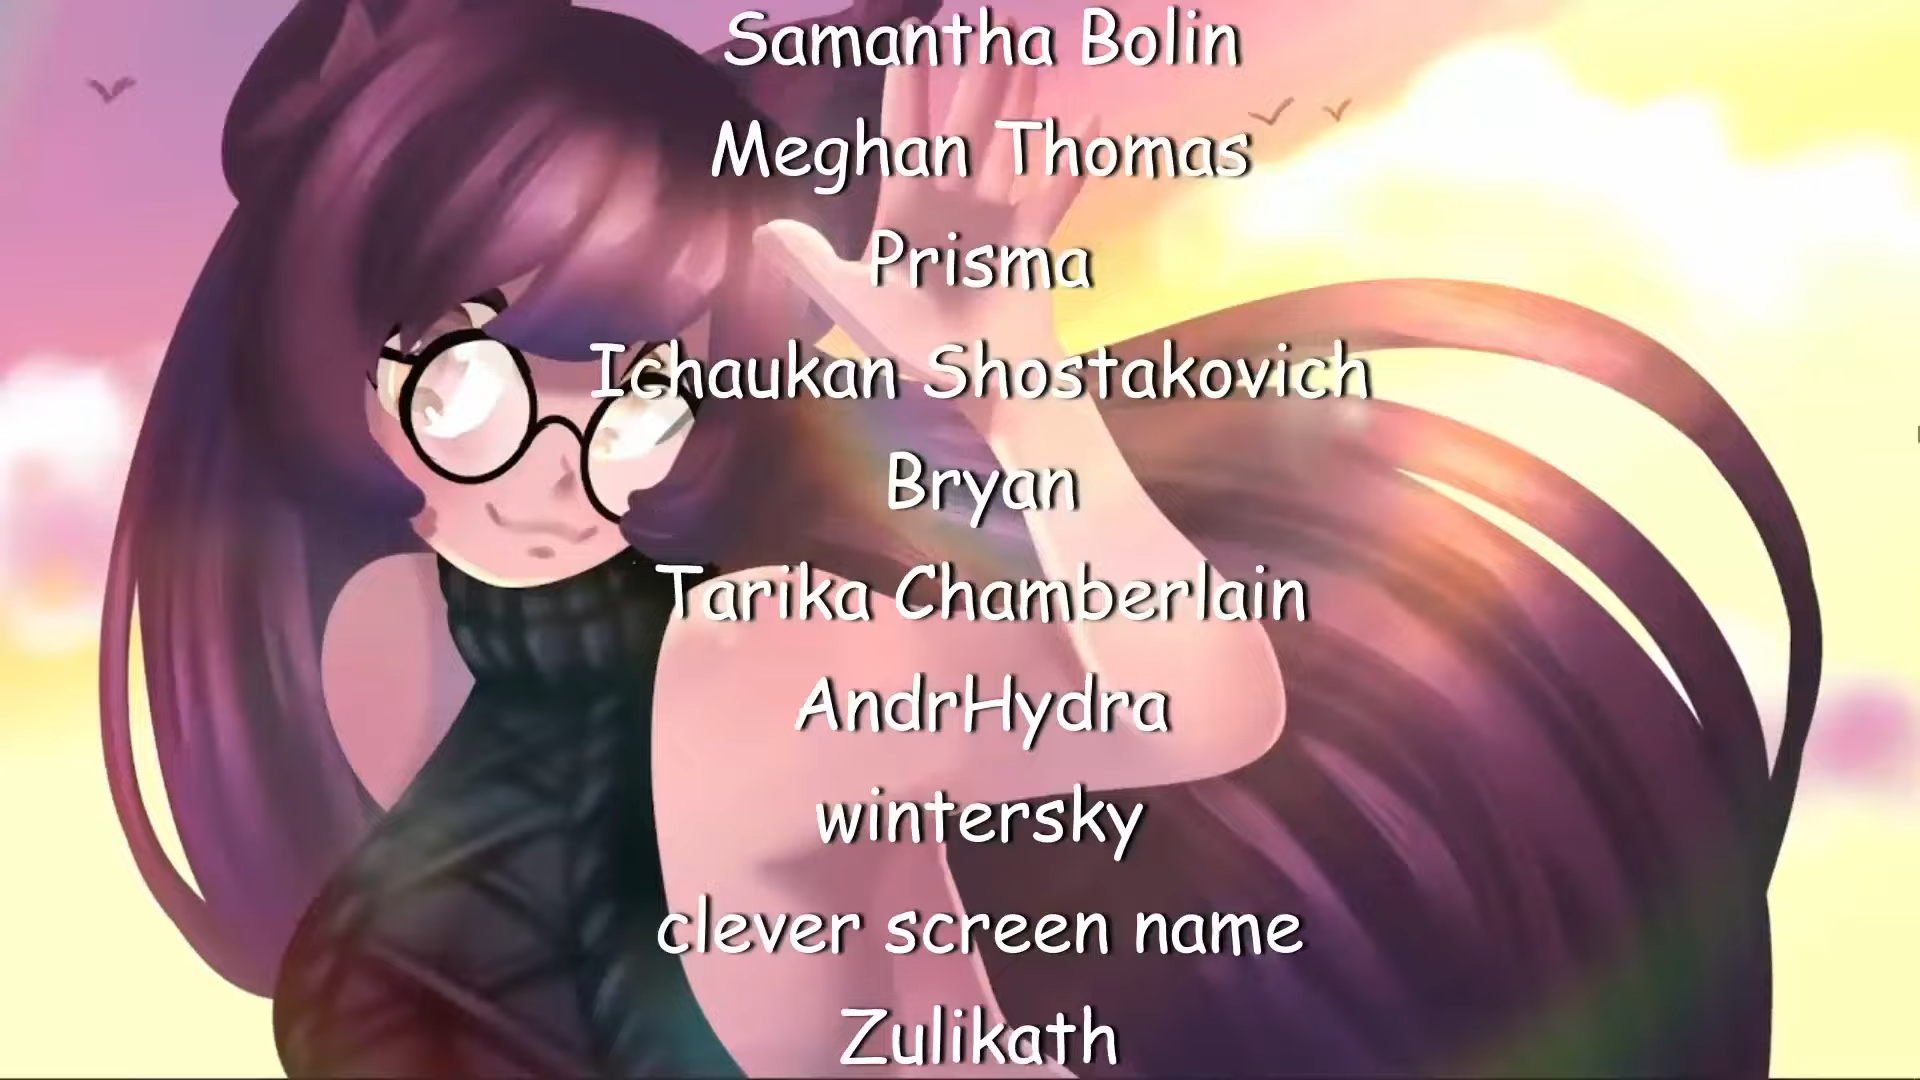 Samantha Bolin
Meghan Thomas
Prisma
Ichaukan Shostakovich
Bryan
Tarika Chamberlain
AndrHydra
wintersky
clever screen name
Zulikath